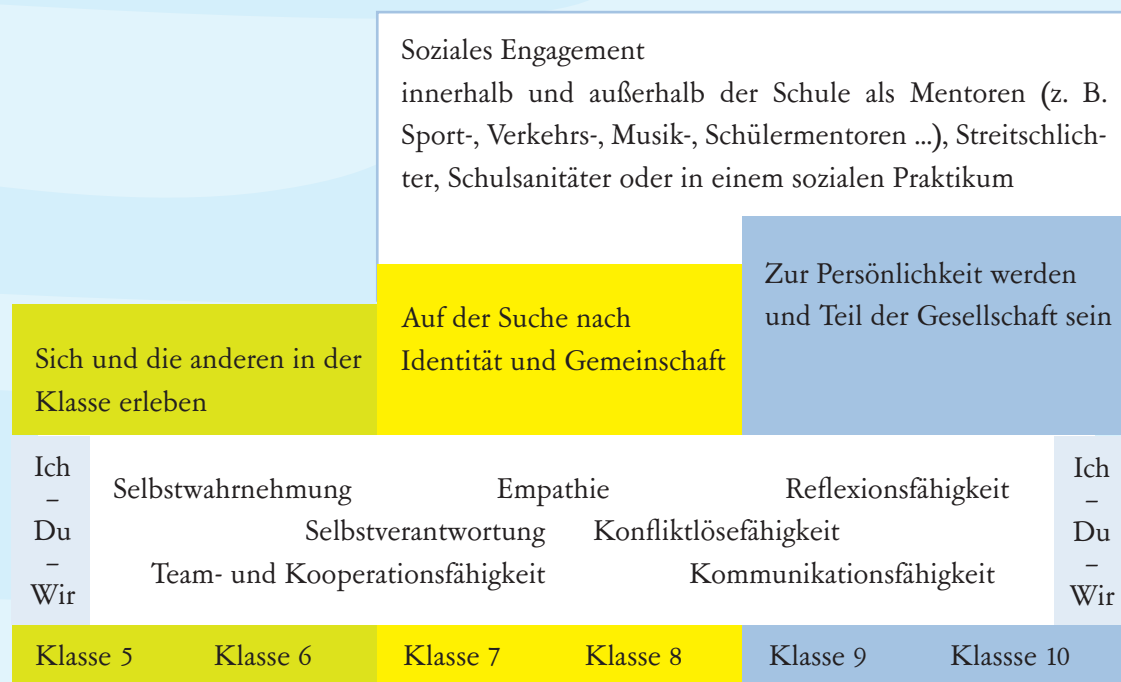 Soziales Engagement
innerhalb und außerhalb der Schule als Mentoren (z. B.
Sport-, Verkehrs-, Musik-, Schülermentoren ...), Streitschlich-
ter, Schulsanitäter oder in einem sozialen Praktikum
Zur Persönlichkeit werden
und Teil der Gesellschaft sein
Auf der Suche nach
Identität und Gemeinschaft
Sich und die anderen in der
Klasse erleben
Ich
–
Du
–
Wir
Selbstwahrnehmung Empathie Reflexionsfähigkeit
Selbstverantwortung Konfliktlösefähigkeit
Team- und Kooperationsfähigkeit Kommunikationsfähigkeit
Ich
–
Du
–
Wir
Klasse 5 Klasse 6 Klasse 7 Klasse 8 Klasse 9 Klassse 10